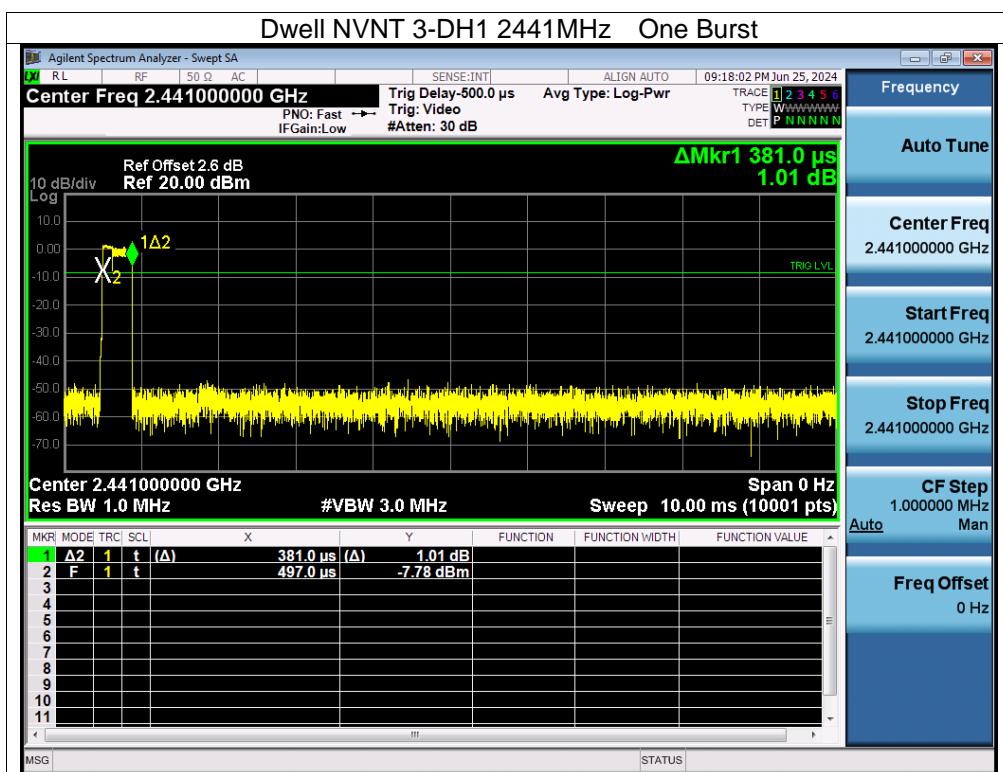 Dwell NVNT 3-DH1 2441MHz One Burst
Agilent Spectrum Analyzer - Swept SA
LXI RL RF 50 Ω AC SENSE:INT ALIGN AUTO 09:18:02 PM Jun 25, 2024
Center Freq 2.441000000 GHz
PNO: Fast
IFGain:Low
Trig Delay-500.0 µs
Trig: Video
#Atten: 30 dB
Avg Type: Log-Pwr
TRACE 1 2 3 4 5 6
TYPE WWWWWW
DET P N N N N N
ΔMkr1 381.0 µs
1.01 dB
Ref Offset 2.6 dB
10 dB/div Ref 20.00 dBm
Log
10.0
0.00
-10.0
-20.0
-30.0
-40.0
-50.0
-60.0
-70.0
1Δ2
2
TRIG LVL
Center 2.441000000 GHz Span 0 Hz
Res BW 1.0 MHz #VBW 3.0 MHz Sweep 10.00 ms (10001 pts)
MKR MODE TRC SCL X Y FUNCTION FUNCTION WIDTH FUNCTION VALUE
1 Δ2 1 t (Δ) 381.0 µs (Δ) 1.01 dB
2 F 1 t 497.0 µs -7.78 dBm
3
4
5
6
7
8
9
10
11
MSG STATUS
Frequency
Auto Tune
Center Freq
2.441000000 GHz
Start Freq
2.441000000 GHz
Stop Freq
2.441000000 GHz
CF Step
1.000000 MHz
Auto Man
Freq Offset
0 Hz